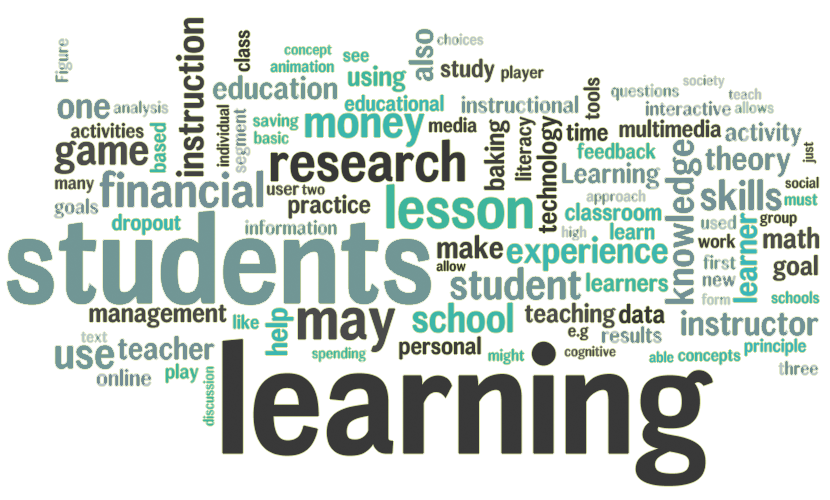 Figure
concept
animation
see
using
also
choices
study
player
instruction
class
education
one
analysis
individual
segment
saving
basic
educational
money
media
instructional
tools
questions
society
teach
interactive
allows
activities
based
game
research
baking
literacy
technology
time
multimedia
activity
feedback
theory
just
many
financial
user
two
practice
lesson
Learning
approach
knowledge
skills
social
must
goals
dropout
information
classroom
high
learn
used
learner
group
students
make
experience
work
math
allow
student
learners
first
new
goal
form
schools
management
like
help
may
school
teaching
data
instructor
e.g
results
text
use
teacher
spending
personal
might
cognitive
able
concepts
principle
online
play
discussion
learning
three